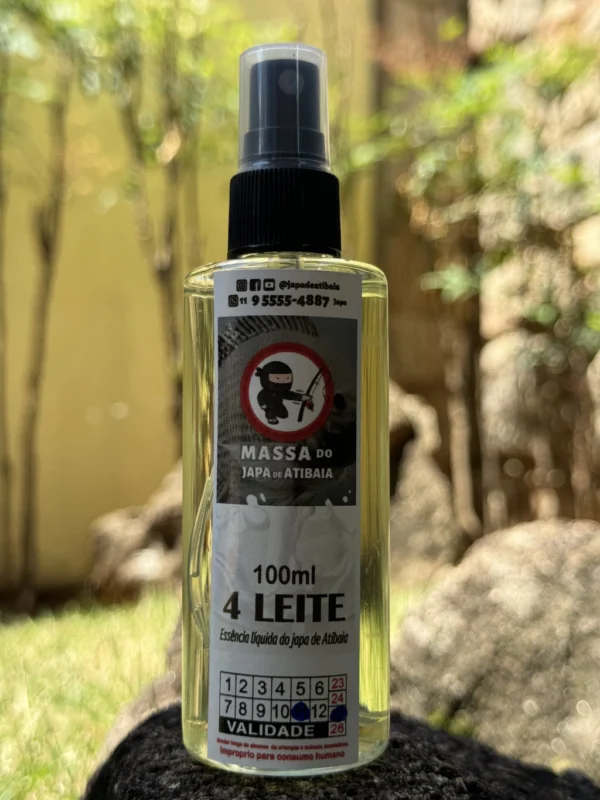 @japadeatibaia
11 95555-4887 Japa
MASSA DO
JAPA DE ATIBAIA
100ml
4 LEITE
Essência líquida do japa de Atibaia
1 2 3 4 5 6 23
7 8 9 10 12 24
VALIDADE 26
Impróprio para consumo humano